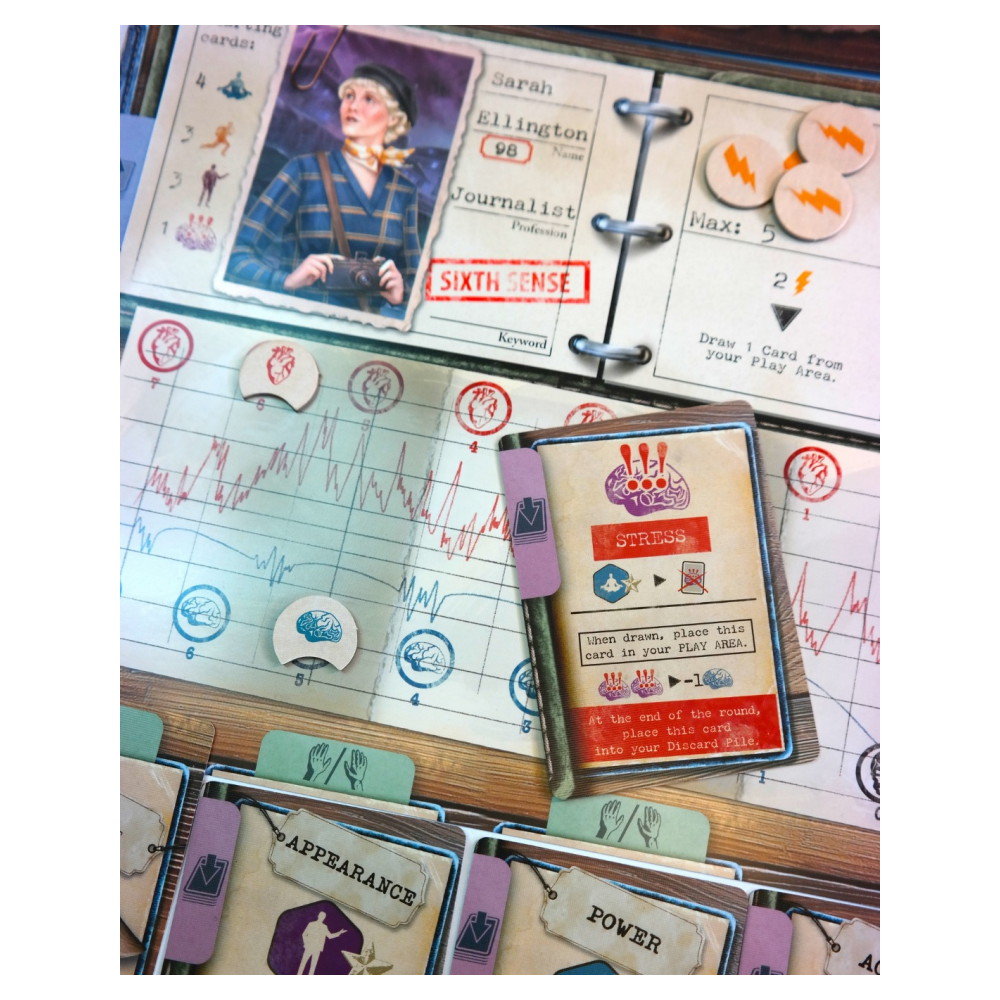 cards:
4
3
3
1
Sarah
Ellington
98
Name
Journalist
Profession
SIXTH SENSE
Keyword
Max: 5
2
Draw 1 Card from
your Play Area.
7
6
5
4
1
6
5
4
3
1
STRESS
When drawn, place this
card in your PLAY AREA.
-1
At the end of the round,
place this card
into your Discard Pile.
APPEARANCE
POWER